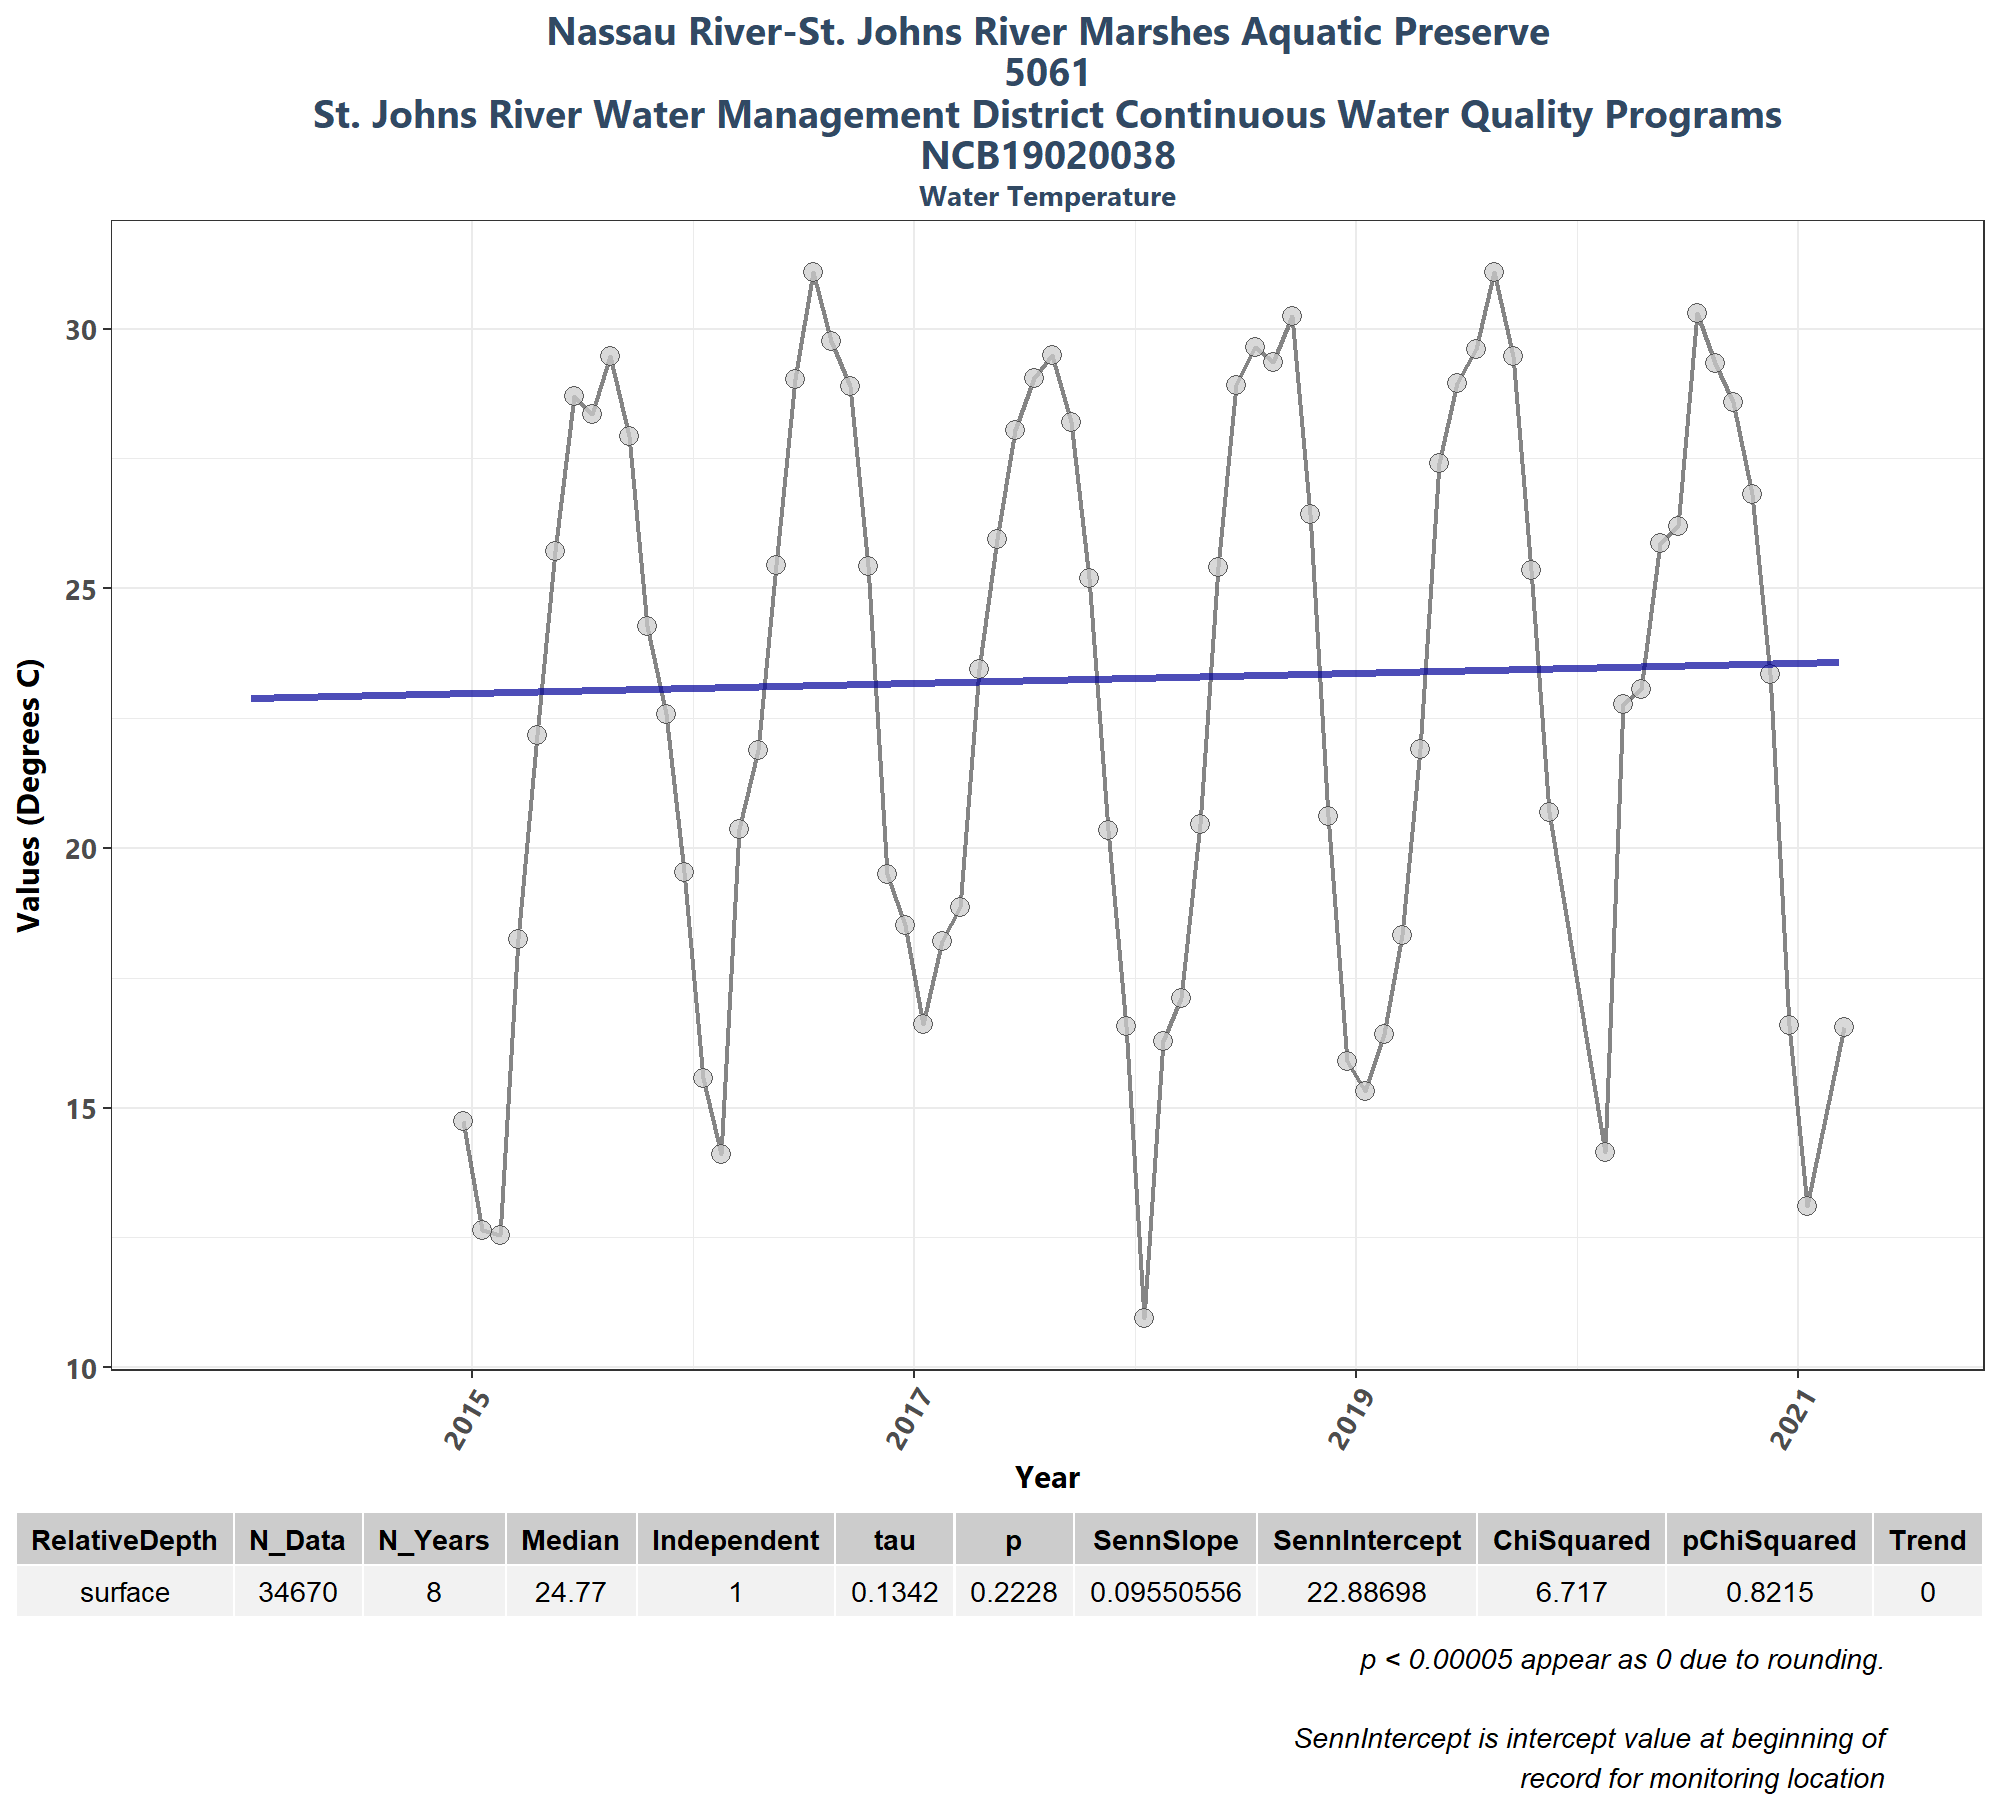 Nassau River-St. Johns River Marshes Aquatic Preserve
5061
St. Johns River Water Management District Continuous Water Quality Programs
NCB19020038
Water Temperature
Values (Degrees C)
30
25
20
15
10
2015
2017
2019
2021
Year
RelativeDepth N_Data N_Years Median Independent tau p SennSlope SennIntercept ChiSquared pChiSquared Trend
surface 34670 8 24.77 1 0.1342 0.2228 0.09550556 22.88698 6.717 0.8215 0
p < 0.00005 appear as 0 due to rounding.
SennIntercept is intercept value at beginning of
record for monitoring location